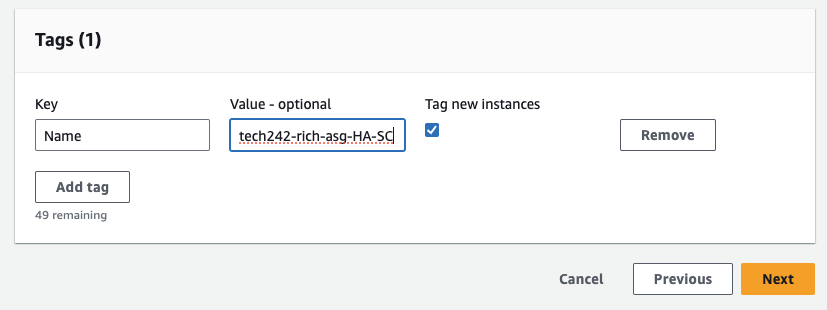 Tags (1)
Key
Value - optional
Tag new instances
Name
tech242-rich-asg-HA-SC
Remove
Add tag
49 remaining
Cancel
Previous
Next